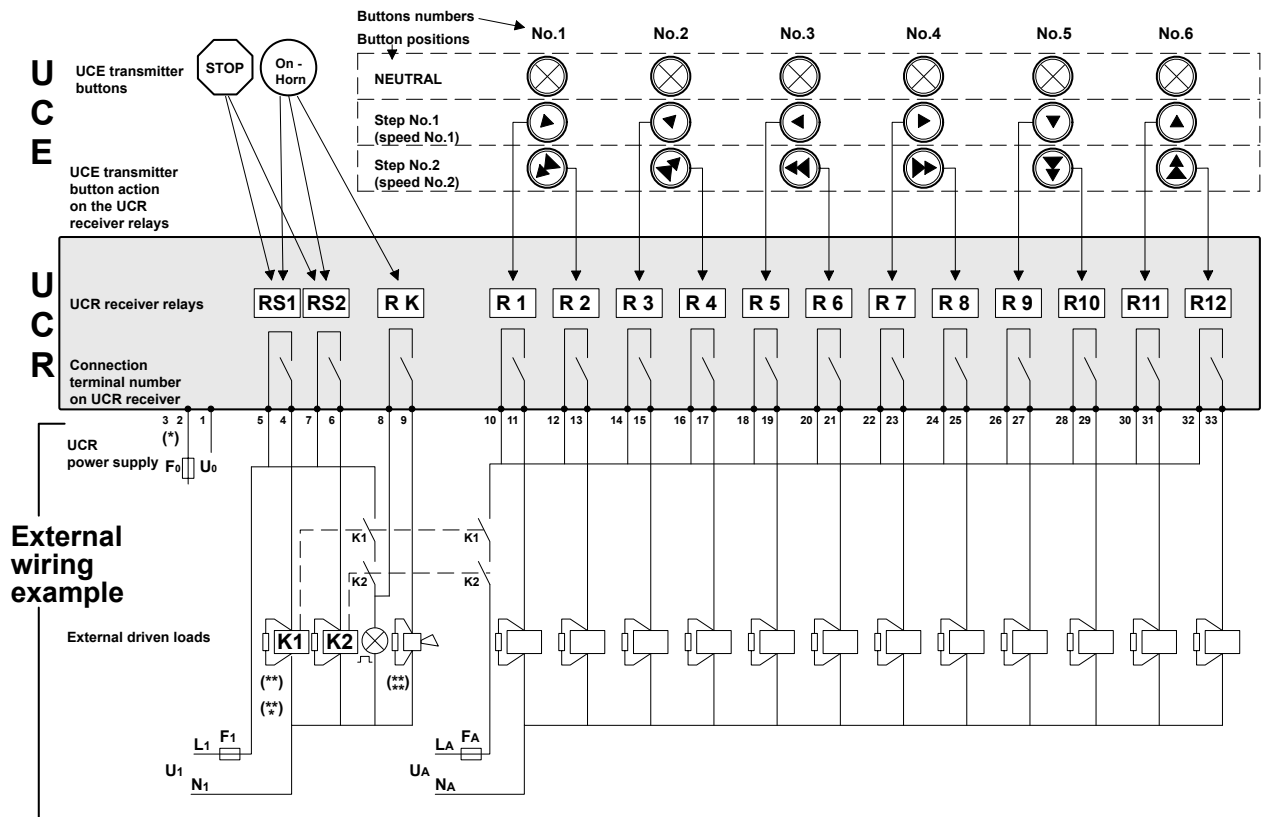 Buttons numbers
Button positions
No.1 No.2 No.3 No.4 No.5 No.6
UCE
UCE transmitter
buttons
STOP
On -
Horn
NEUTRAL
Step No.1
(speed No.1)
Step No.2
(speed No.2)
UCE transmitter
button action
on the UCR
receiver relays
UCR
UCR receiver relays
RS1 RS2 R K R 1 R 2 R 3 R 4 R 5 R 6 R 7 R 8 R 9 R10 R11 R12
Connection
terminal number
on UCR receiver
3 2 1 5 4 7 6 8 9 10 11 12 13 14 15 16 17 18 19 20 21 22 23 24 25 26 27 28 29 30 31 32 33
(*)
UCR
power supply
F0 U0
External
wiring
example
K1 K1
K2 K2
External driven loads
K1 K2
(**) (****)
(***)
L1 F1 LA FA
U1 UA
N1 NA